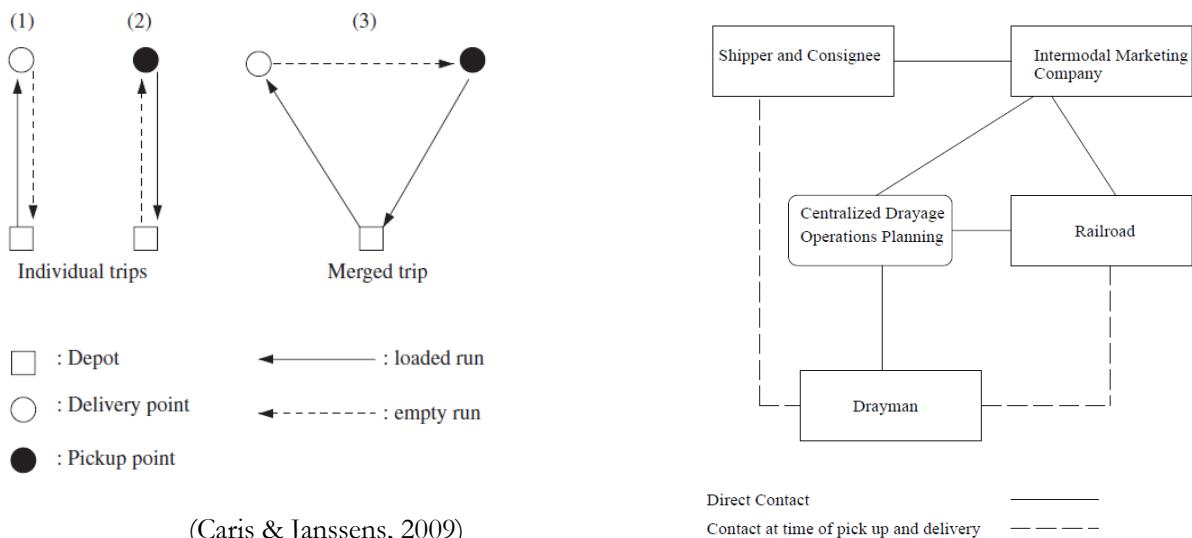 (1)
(2)
(3)
Individual trips
Merged trip
: Depot
: loaded run
: Delivery point
: empty run
: Pickup point
(Caris & Janssens, 2009)
Shipper and Consignee
Intermodal Marketing
Company
Centralized Drayage
Operations Planning
Railroad
Drayman
Direct Contact
Contact at time of pick up and delivery